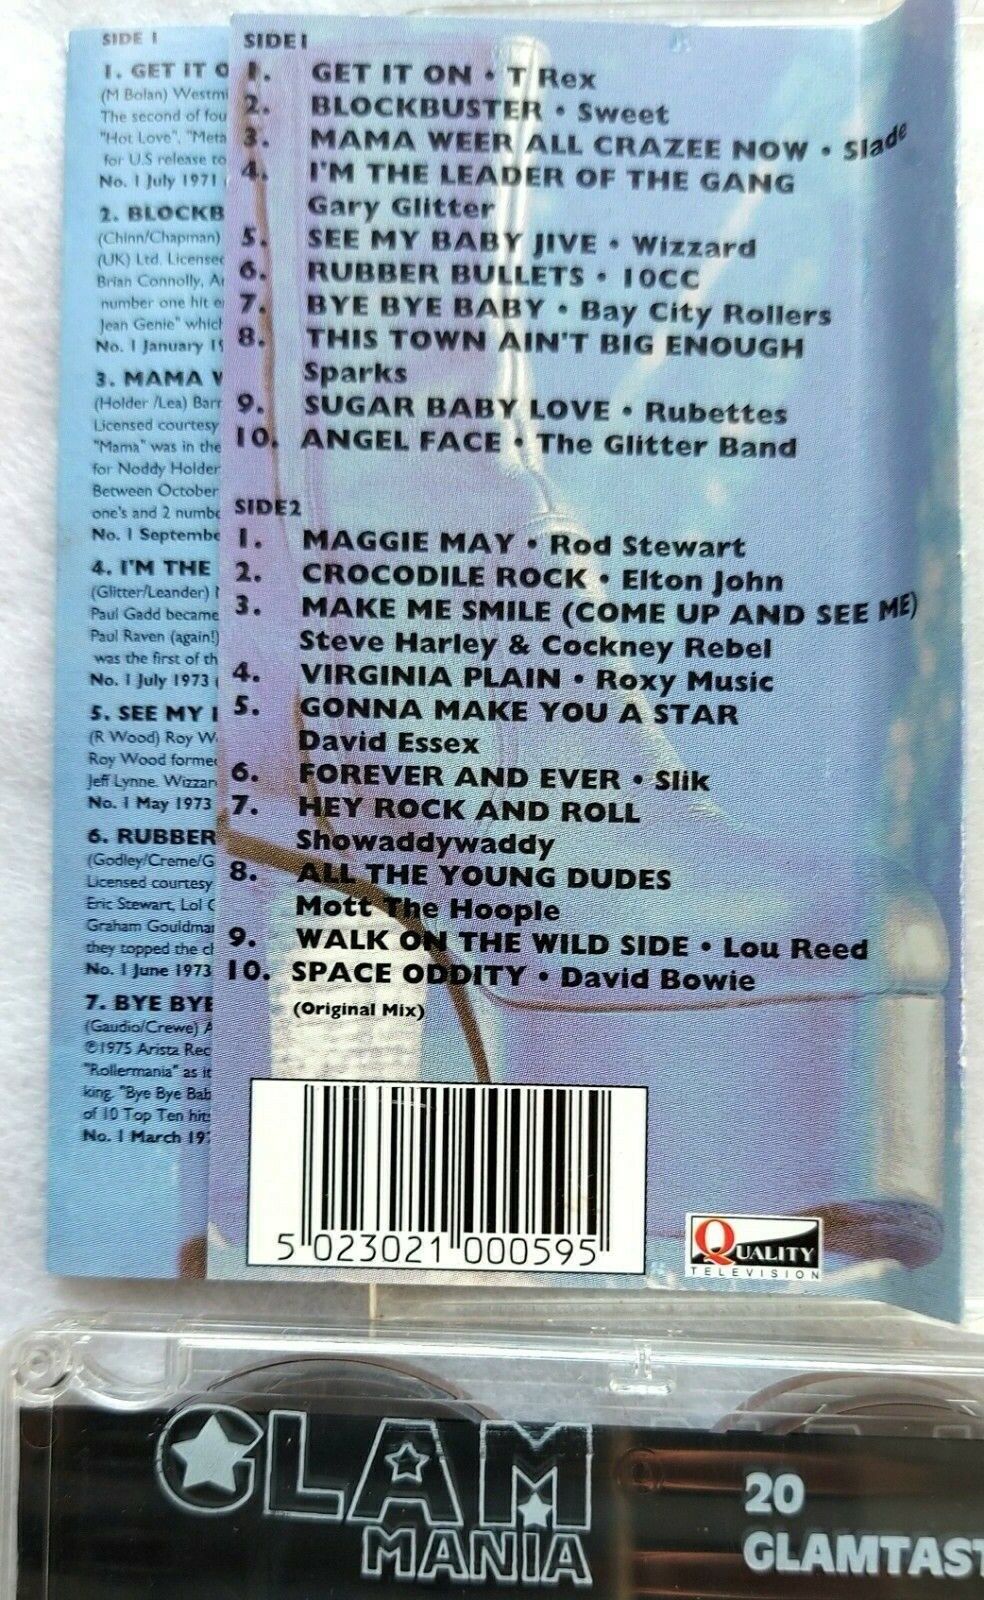 SIDE 1
1. GET IT O
(M Bolan) Westmi
The second of fou
"Hot Love", "Meta
for U.S release to
No. 1 July 1971
2. BLOCKB
(Chinn/Chapman)
(UK) Ltd. Licensed
Brian Connolly, A
number one hit e
Jean Genie" which
No. 1 January 19
3. MAMA W
(Holder /Lea) Barr
Licensed courtesy
"Mama" was in the
for Noddy Holder
Between October
one's and 2 numbe
No. 1 Septembe
4. I'M THE
(Glitter/Leander)
Paul Gadd became
Paul Raven (again!)
was the first of th
No. 1 July 1973
5. SEE MY
(R Wood) Roy W
Roy Wood formed
Jeff Lynne. Wizzar
No. 1 May 1973
6. RUBBER
(Godley/Creme/G
Licensed courtesy
Eric Stewart, Lol C
Graham Gouldman
they topped the cl
No. 1 June 1973
7. BYE BYE
(Gaudio/Crewe) A
©1975 Arista Rec
"Rollermania" as it
king. "Bye Bye Bab
of 10 Top Ten hits
No. 1 March 197
SIDE1
1. GET IT ON • T Rex
2. BLOCKBUSTER • Sweet
3. MAMA WEER ALL CRAZEE NOW • Slade
4. I'M THE LEADER OF THE GANG
Gary Glitter
5. SEE MY BABY JIVE • Wizzard
6. RUBBER BULLETS • 10CC
7. BYE BYE BABY • Bay City Rollers
8. THIS TOWN AIN'T BIG ENOUGH
Sparks
9. SUGAR BABY LOVE • Rubettes
10. ANGEL FACE • The Glitter Band
SIDE2
1. MAGGIE MAY • Rod Stewart
2. CROCODILE ROCK • Elton John
3. MAKE ME SMILE (COME UP AND SEE ME)
Steve Harley & Cockney Rebel
4. VIRGINIA PLAIN • Roxy Music
5. GONNA MAKE YOU A STAR
David Essex
6. FOREVER AND EVER • Slik
7. HEY ROCK AND ROLL
Showaddywaddy
8. ALL THE YOUNG DUDES
Mott The Hoople
9. WALK ON THE WILD SIDE • Lou Reed
10. SPACE ODDITY • David Bowie
(Original Mix)
5 023021 000595
QUALITY
TELEVISION
GLAM
MANIA
20
GLAMTAST